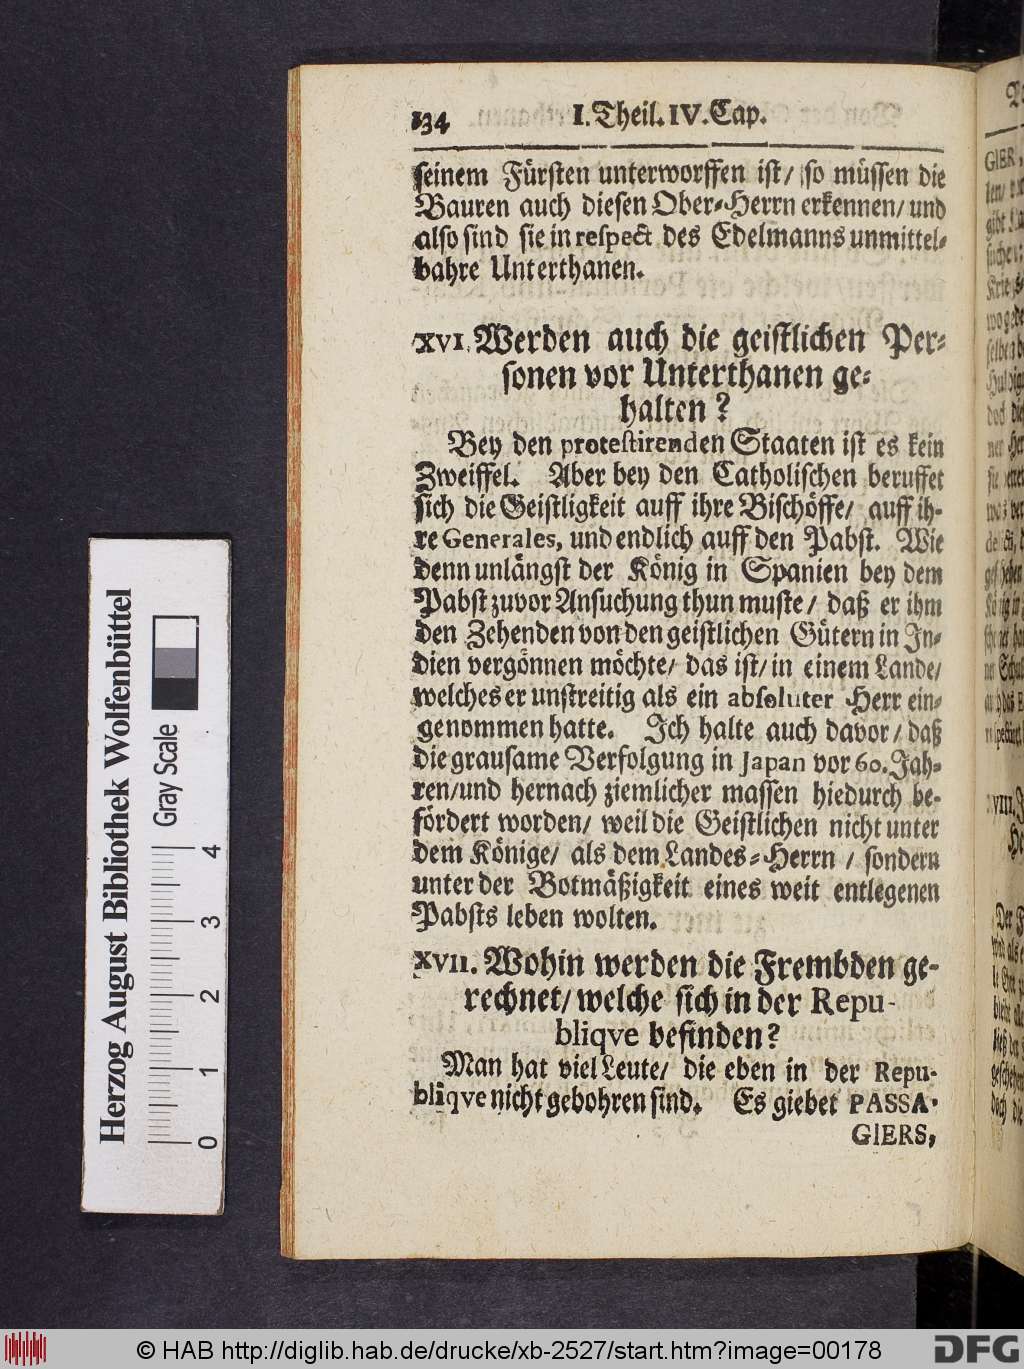 134
I. Theil. IV. Cap.
seinem Fürsten unterworffen ist/ so müssen die
Bauren auch diesen Ober-Herrn erkennen/ und
also sind sie in respect des Edelmanns unmittel-
bahre Unterthanen.
XVI. Werden auch die geistlichen Per-
sonen vor Unterthanen ge-
halten?
Bey den protestirenden Staaten ist es kein
Zweiffel. Aber bey den Catholischen beruffet
sich die Geistligkeit auff ihre Bischöffe/ auff ih-
re Generales, und endlich auff den Pabst. Wie
denn unlängst der König in Spanien bey dem
Pabst zuvor Ansuchung thun muste/ daß er ihm
den Zehenden von den geistlichen Gütern in In-
dien vergönnen möchte/ das ist/ in einem Lande/
welches er unstreitig als ein absoluter Herr ein-
genommen hatte. Ich halte auch davor/ daß
die grausame Verfolgung in Japan vor 60. Jah-
ren/und hernach ziemlicher massen hiedurch be-
fördert worden/ weil die Geistlichen nicht unter
dem Könige/ als dem Landes-Herrn / sondern
unter der Botmäßigkeit eines weit entlegenen
Pabsts leben wolten.
XVII. Wohin werden die Frembden ge-
rechnet/ welche sich in der Repu-
bliqve befinden?
Man hat viel Leute/ die eben in der Repu-
bliqve nicht gebohren sind. Es giebet PASSA-
GIERS,
Herzog August Bibliothek Wolfenbüttel
Gray Scale
0 1 2 3 4
© HAB http://diglib.hab.de/drucke/xb-2527/start.htm?image=00178
DFG